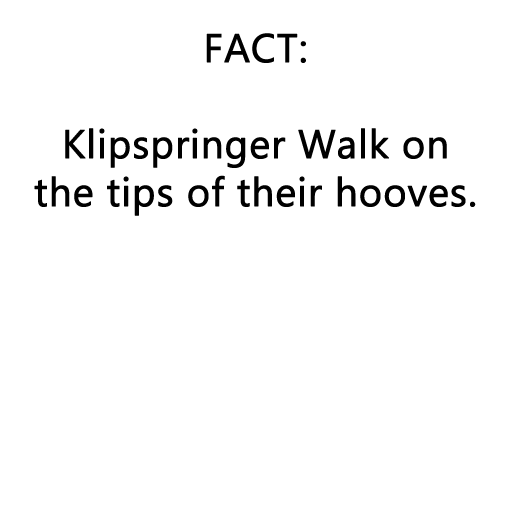 FACT:
Klipspringer Walk on
the tips of their hooves.